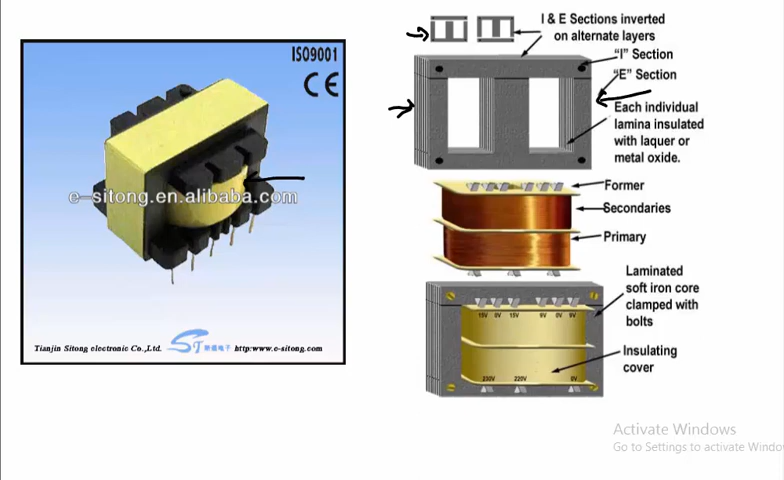 ISO9001
CE
e-sitong.en.alibaba.com
Tianjin Sitong electronic Co.,Ltd.
ST
http:www.e-sitong.com
I & E Sections inverted
on alternate layers
"I" Section
"E" Section
Each individual
lamina insulated
with laquer or
metal oxide.
Former
Secondaries
Primary
Laminated
soft iron core
clamped with
bolts
15V 0V 15V 9V 0V 9V
Insulating
cover
220V 0V
Activate Windows
Go to Settings to activate Windo